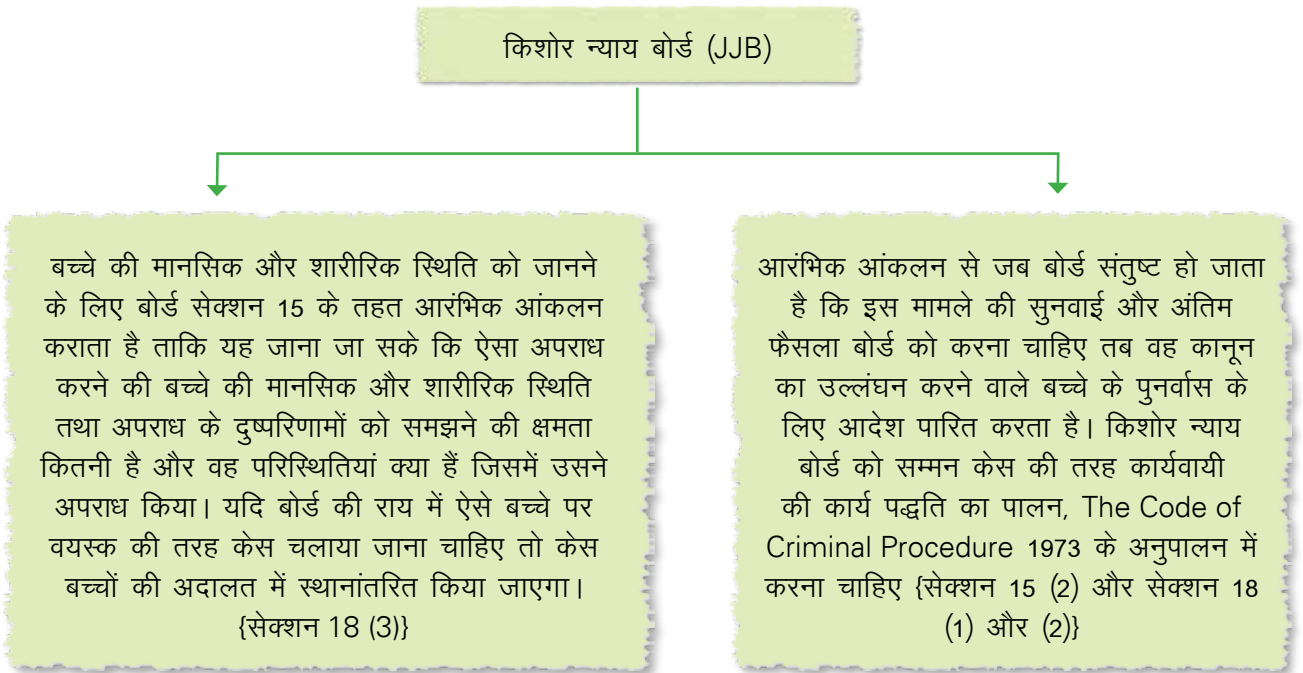 किशोर न्याय बोर्ड (JJB)
बच्चे की मानसिक और शारीरिक स्थिति को जानने
के लिए बोर्ड सेक्शन 15 के तहत आरंभिक आंकलन
कराता है ताकि यह जाना जा सके कि ऐसा अपराध
करने की बच्चे की मानसिक और शारीरिक स्थिति
तथा अपराध के दुष्परिणामों को समझने की क्षमता
कितनी है और वह परिस्थितियां क्या हैं जिसमें उसने
अपराध किया। यदि बोर्ड की राय में ऐसे बच्चे पर
वयस्क की तरह केस चलाया जाना चाहिए तो केस
बच्चों की अदालत में स्थानांतरित किया जाएगा।
{सेक्शन 18 (3)}
आरंभिक आंकलन से जब बोर्ड संतुष्ट हो जाता
है कि इस मामले की सुनवाई और अंतिम
फैसला बोर्ड को करना चाहिए तब वह कानून
का उल्लंघन करने वाले बच्चे के पुनर्वास के
लिए आदेश पारित करता है। किशोर न्याय
बोर्ड को सम्मन केस की तरह कार्यवायी
की कार्य पद्धति का पालन, The Code of
Criminal Procedure 1973 के अनुपालन में
करना चाहिए {सेक्शन 15 (2) और सेक्शन 18
(1) और (2)}